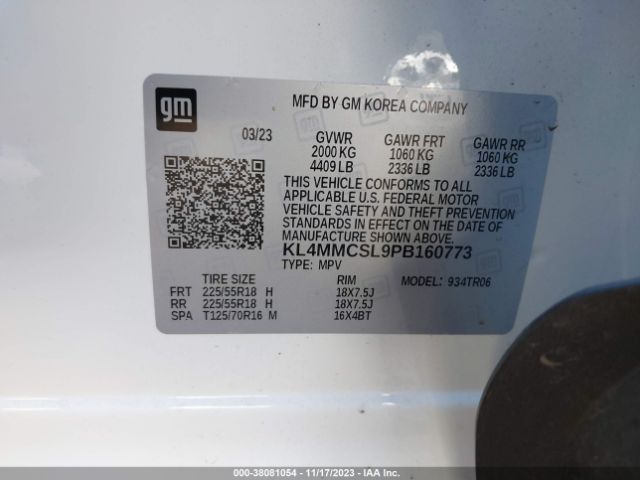 gm
MFD BY GM KOREA COMPANY
03/23 GVWR GAWR FRT GAWR RR
2000 KG 1060 KG 1060 KG
4409 LB 2336 LB 2336 LB
THIS VEHICLE CONFORMS TO ALL
APPLICABLE U.S. FEDERAL MOTOR
VEHICLE SAFETY AND THEFT PREVENTION
STANDARDS IN EFFECT ON THE DATE OF
MANUFACTURE SHOWN ABOVE.
KL4MMCSL9PB160773
TYPE: MPV
TIRE SIZE RIM MODEL: 934TR06
FRT 225/55R18 H 18X7.5J
RR 225/55R18 H 18X7.5J
SPA T125/70R16 M 16X4BT
000-38081054 - 11/17/2023 - IAA Inc.